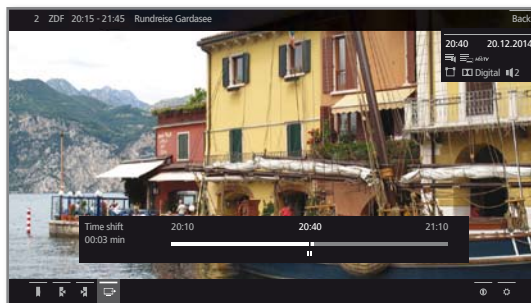 2 ZDF 20:15 - 21:45 Rundreise Gardasee Back
20:40 20.12.2014
Digital 2
Time shift 20:10 20:40 21:10
00:03 min